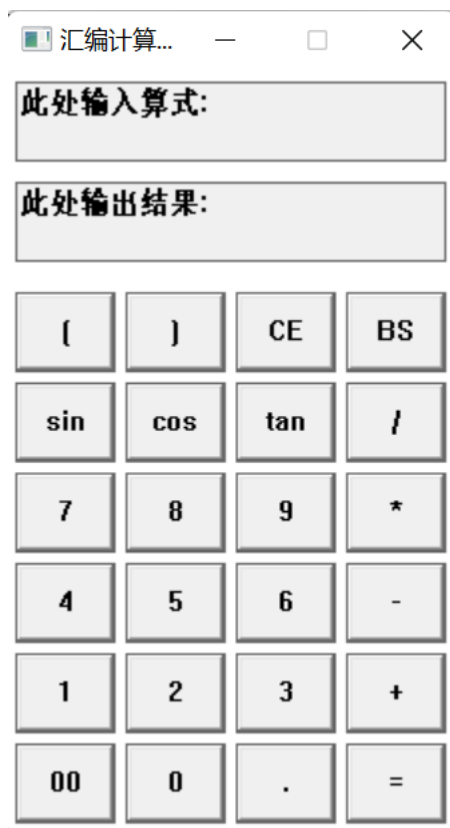 汇编计算...
此处输入算式:
此处输出结果:
( ) CE BS
sin cos tan /
7 8 9 *
4 5 6 -
1 2 3 +
00 0 . =